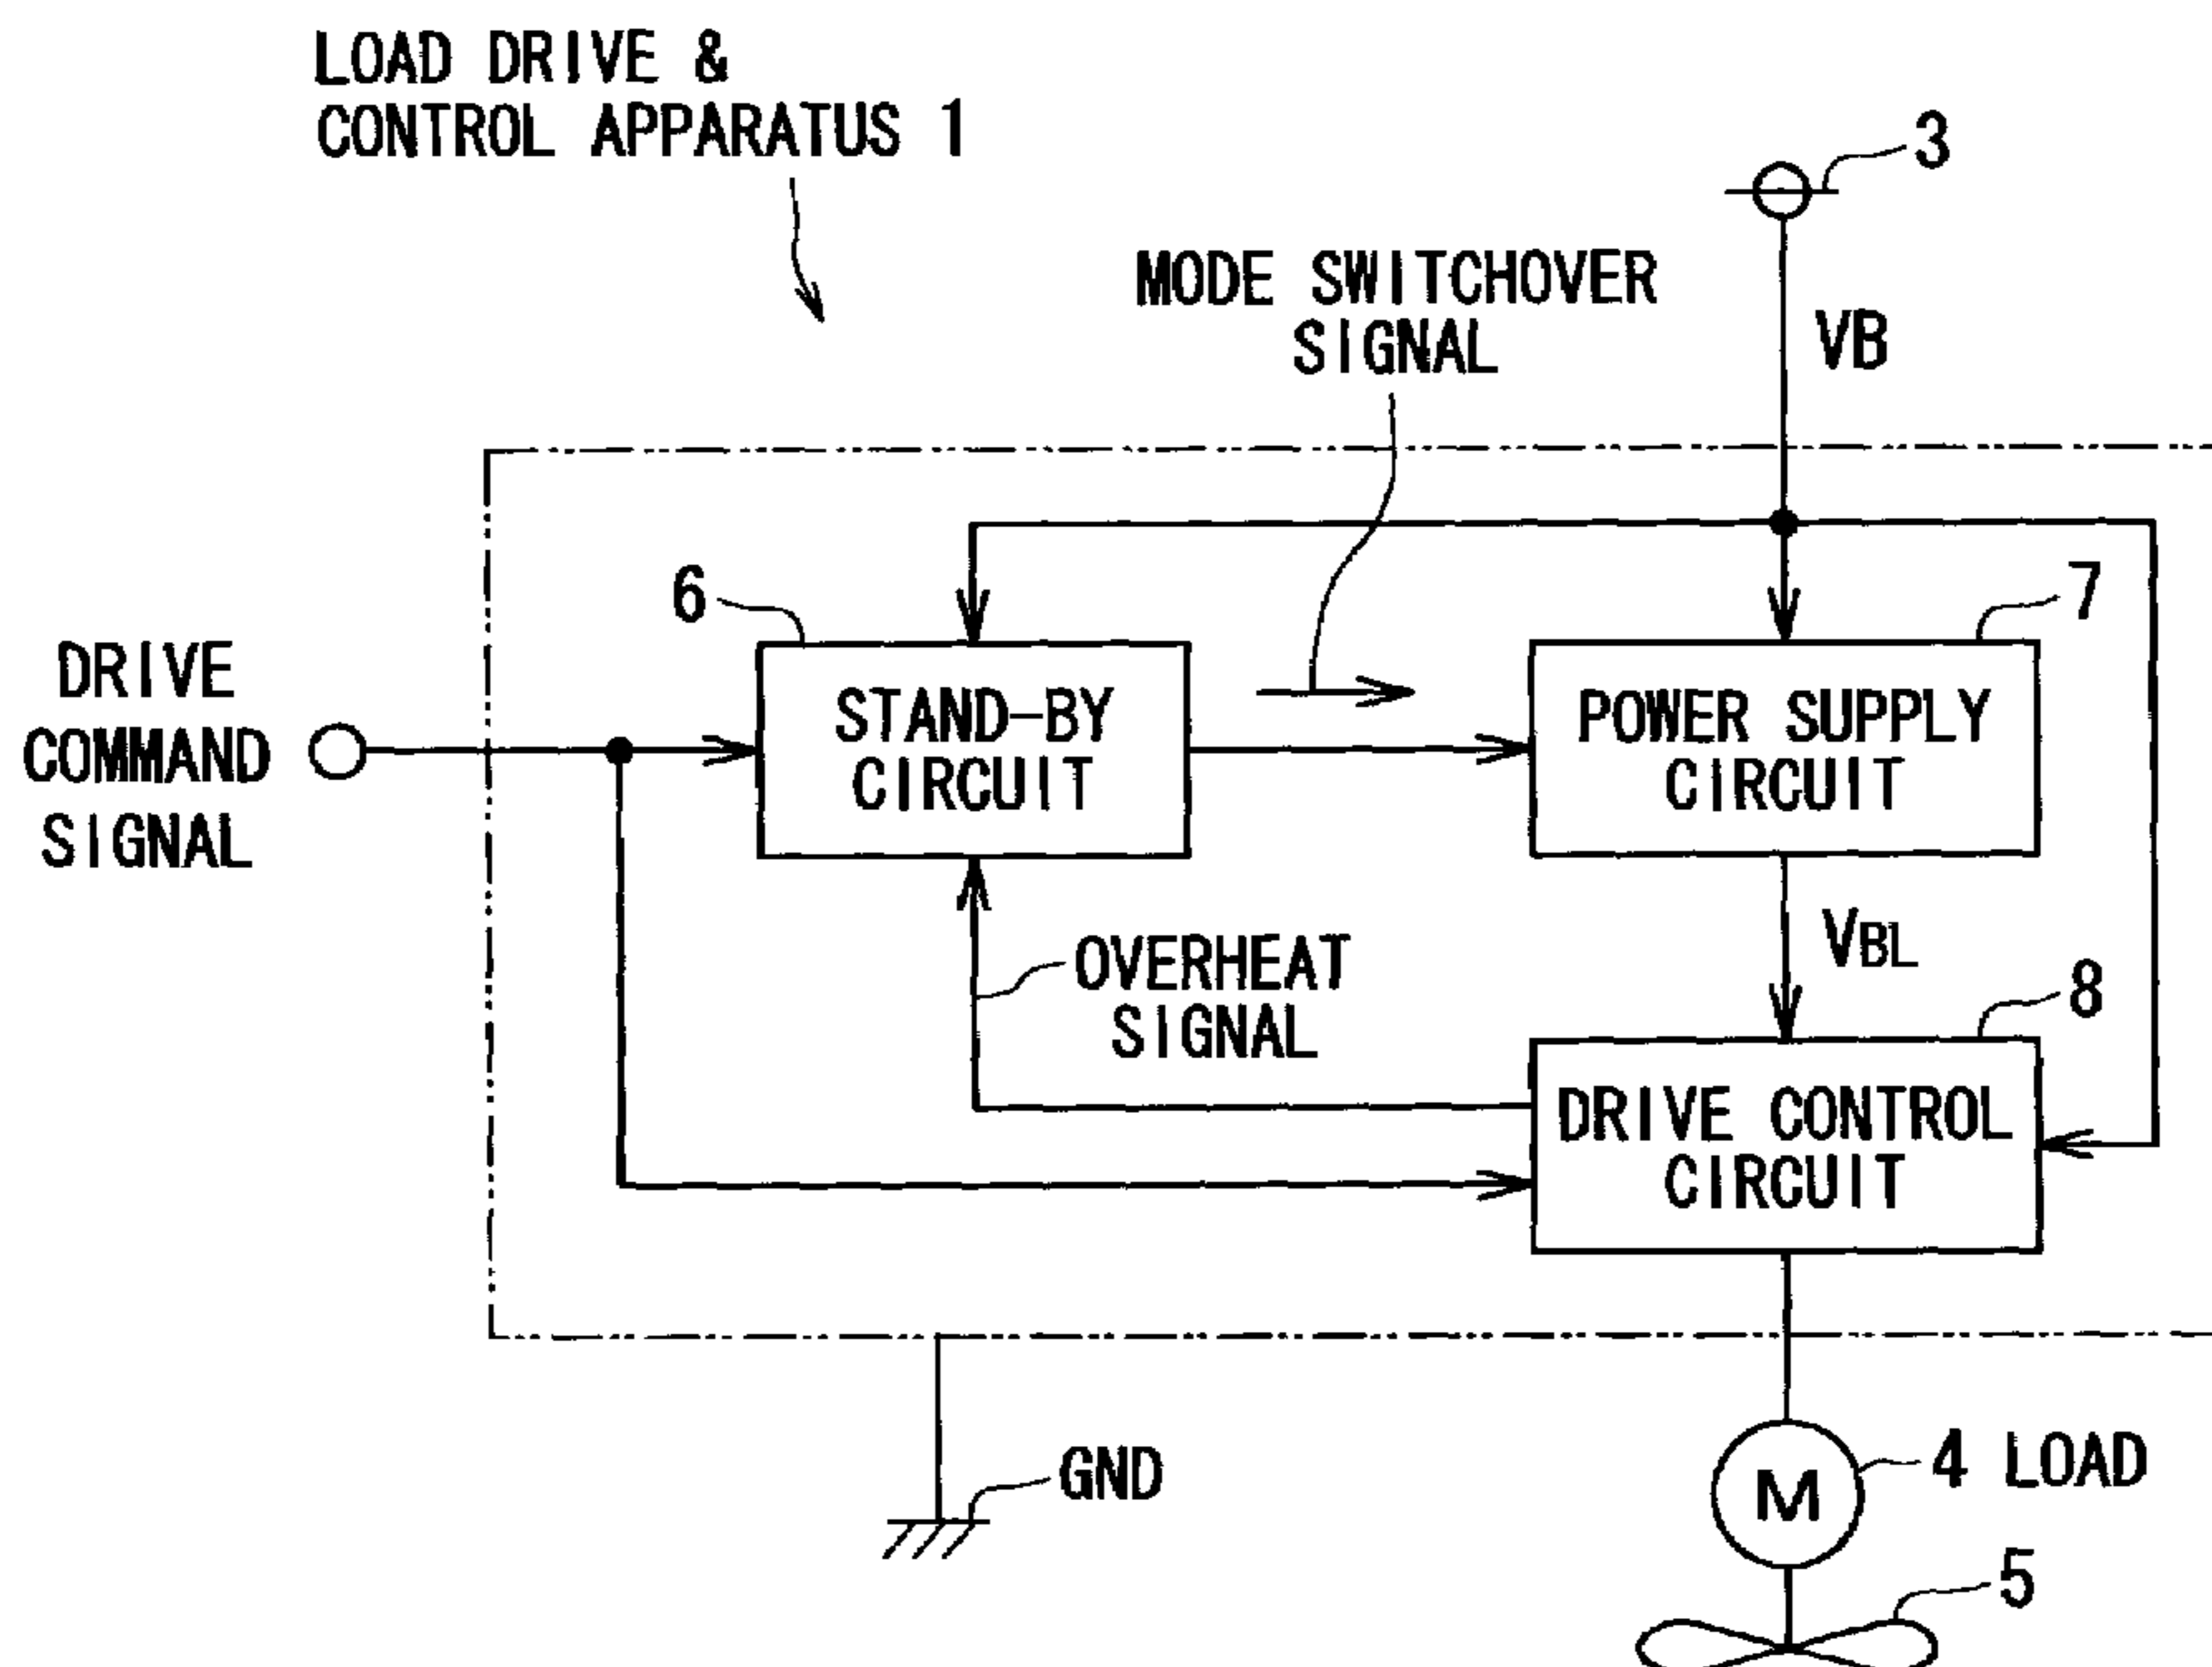 LOAD DRIVE &
CONTROL APPARATUS 1
3
MODE SWITCHOVER
SIGNAL
VB
6
7
DRIVE
COMMAND
SIGNAL
STAND-BY
CIRCUIT
POWER SUPPLY
CIRCUIT
OVERHEAT
SIGNAL
VBL
8
DRIVE CONTROL
CIRCUIT
GND
M
4 LOAD
5